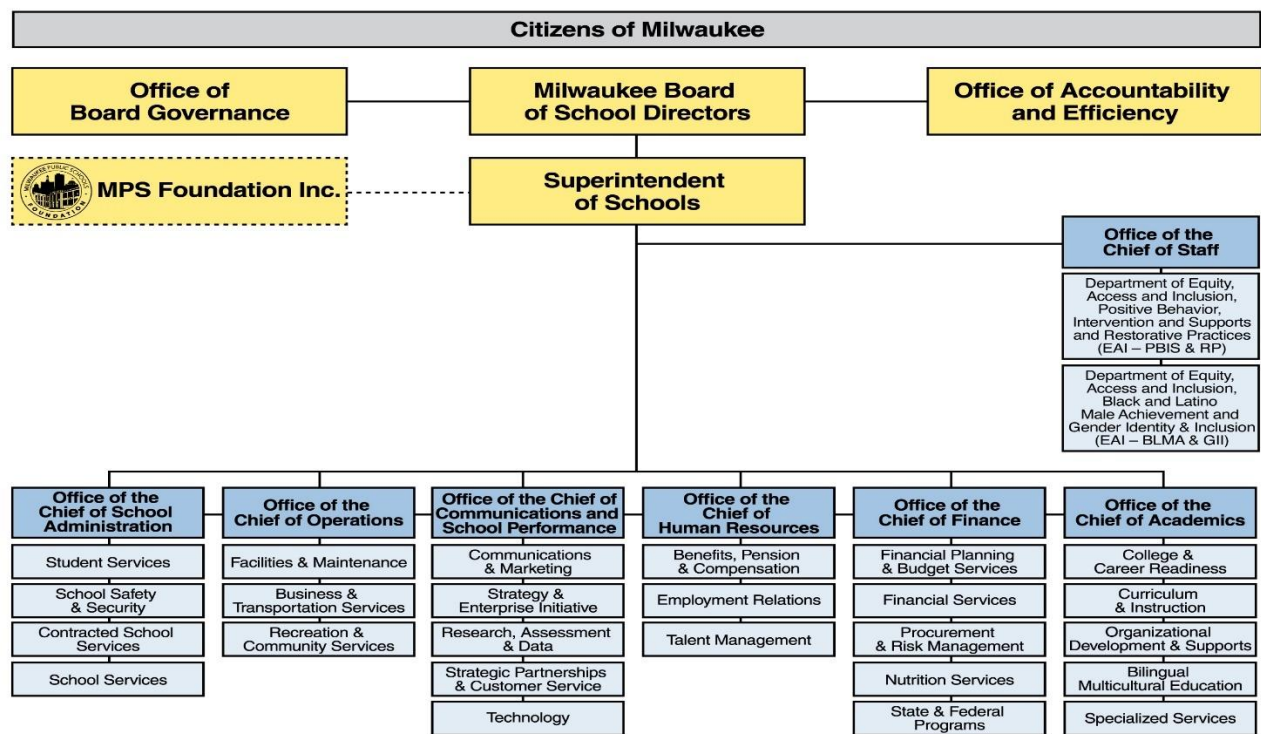 Citizens of Milwaukee
Office of
Board Governance
Milwaukee Board
of School Directors
Office of Accountability
and Efficiency
MILWAUKEE PUBLIC SCHOOLS
FOUNDATION
MPS Foundation Inc.
Superintendent
of Schools
Office of the
Chief of Staff
Department of Equity,
Access and Inclusion,
Positive Behavior,
Intervention and Supports
and Restorative Practices
(EAI – PBIS & RP)
Department of Equity,
Access and Inclusion,
Black and Latino
Male Achievement and
Gender Identity & Inclusion
(EAI – BLMA & GII)
Office of the
Chief of School
Administration
Student Services
School Safety
& Security
Contracted School
Services
School Services
Office of the
Chief of Operations
Facilities & Maintenance
Business &
Transportation Services
Recreation &
Community Services
Office of the Chief of
Communications and
School Performance
Communications
& Marketing
Strategy &
Enterprise Initiative
Research, Assessment
& Data
Strategic Partnerships
& Customer Service
Technology
Office of the
Chief of
Human Resources
Benefits, Pension
& Compensation
Employment Relations
Talent Management
Office of the
Chief of Finance
Financial Planning
& Budget Services
Financial Services
Procurement
& Risk Management
Nutrition Services
State & Federal
Programs
Office of the
Chief of Academics
College &
Career Readiness
Curriculum
& Instruction
Organizational
Development & Supports
Bilingual
Multicultural Education
Specialized Services